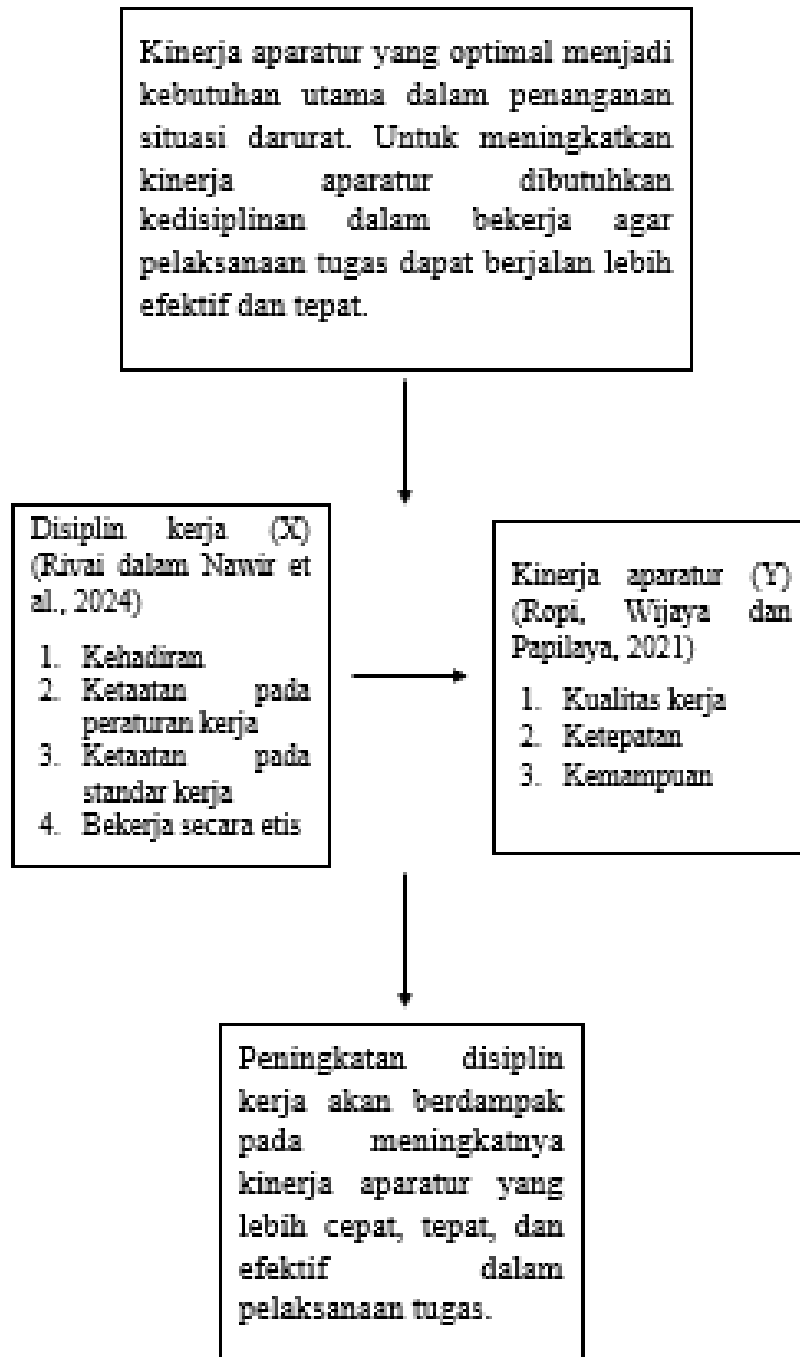 Kinerja aparatur yang optimal menjadi
kebutuhan utama dalam penanganan
situasi darurat. Untuk meningkatkan
kinerja aparatur dibutuhkan
kedisiplinan dalam bekerja agar
pelaksanaan tugas dapat berjalan lebih
efektif dan tepat.
Disiplin kerja (X)
(Rivai dalam Nawir et
al., 2024)
1. Kehadiran
2. Ketaatan pada
peraturan kerja
3. Ketaatan pada
standar kerja
4. Bekerja secara etis
Kinerja aparatur (Y)
(Ropi, Wijaya dan
Papilaya, 2021)
1. Kualitas kerja
2. Ketepatan
3. Kemampuan
Peningkatan disiplin
kerja akan berdampak
pada meningkatnya
kinerja aparatur yang
lebih cepat, tepat, dan
efektif dalam
pelaksanaan tugas.